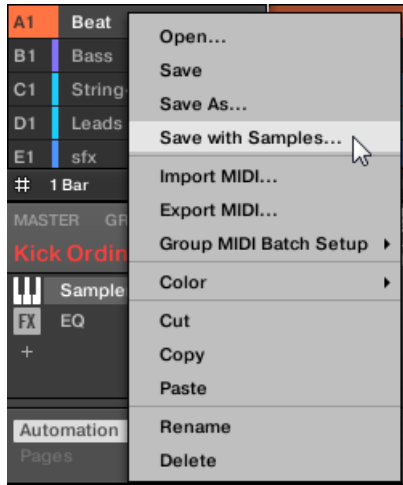 A1 Beat
B1 Bass
C1 String-
D1 Leads
E1 sfx
1 Bar
MASTER GR
Kick Ordin
Sample
FX EQ
+
Automation
Pages
Open...
Save
Save As...
Save with Samples...
Import MIDI...
Export MIDI...
Group MIDI Batch Setup
Color
Cut
Copy
Paste
Rename
Delete